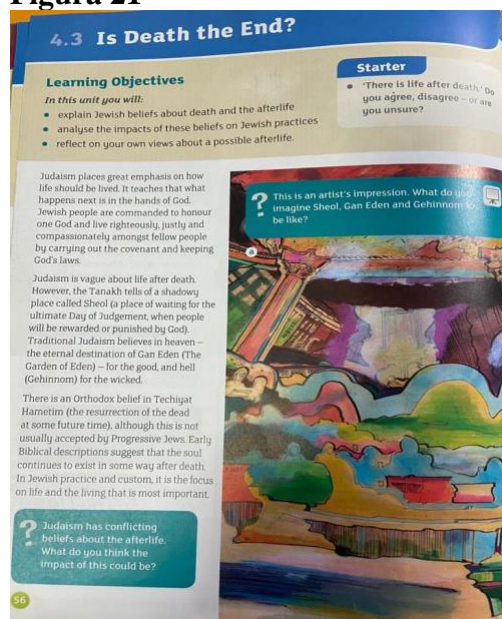 Figura 21
4.3 Is Death the End?
Learning Objectives
In this unit you will:
• explain Jewish beliefs about death and the afterlife
• analyse the impacts of these beliefs on Jewish practices
• reflect on your own views about a possible afterlife.
Starter
• 'There is life after death.' Do
you agree, disagree – or are
you unsure?
Judaism places great emphasis on how
life should be lived. It teaches that what
happens next is in the hands of God.
Jewish people are commanded to honour
one God and live righteously, justly and
compassionately amongst fellow people
by carrying out the covenant and keeping
God's laws.
Judaism is vague about life after death.
However, the Tanakh tells of a shadowy
place called Sheol (a place of waiting for the
ultimate Day of Judgement, when people
will be rewarded or punished by God).
Traditional Judaism believes in heaven –
the eternal destination of Gan Eden (The
Garden of Eden) – for the good, and hell
(Gehinnom) for the wicked.
There is an Orthodox belief in Techiyat
Hametim (the resurrection of the dead
at some future time), although this is not
usually accepted by Progressive Jews. Early
Biblical descriptions suggest that the soul
continues to exist in some way after death.
In Jewish practice and custom, it is the focus
on life and the living that is most important.
? This is an artist's impression. What do you
imagine Sheol, Gan Eden and Gehinnom to
be like?
a
? Judaism has conflicting
beliefs about the afterlife.
What do you think the
impact of this could be?
56